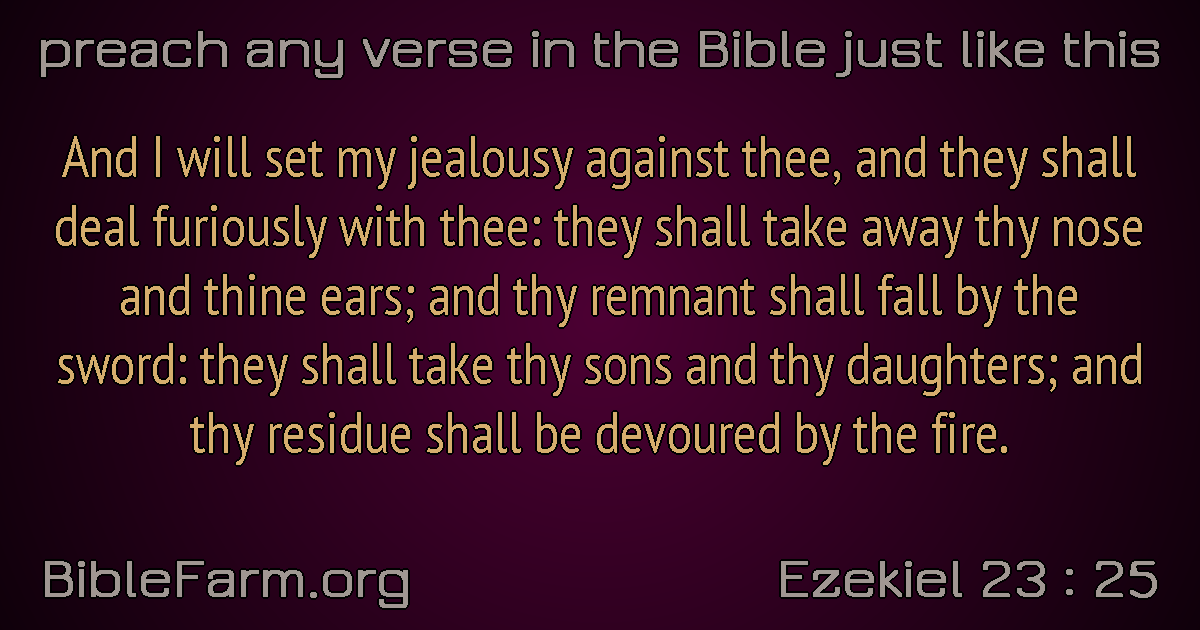 preach any verse in the Bible just like this
And I will set my jealousy against thee, and they shall
deal furiously with thee: they shall take away thy nose
and thine ears; and thy remnant shall fall by the
sword: they shall take thy sons and thy daughters; and
thy residue shall be devoured by the fire.
BibleFarm.org
Ezekiel 23 : 25